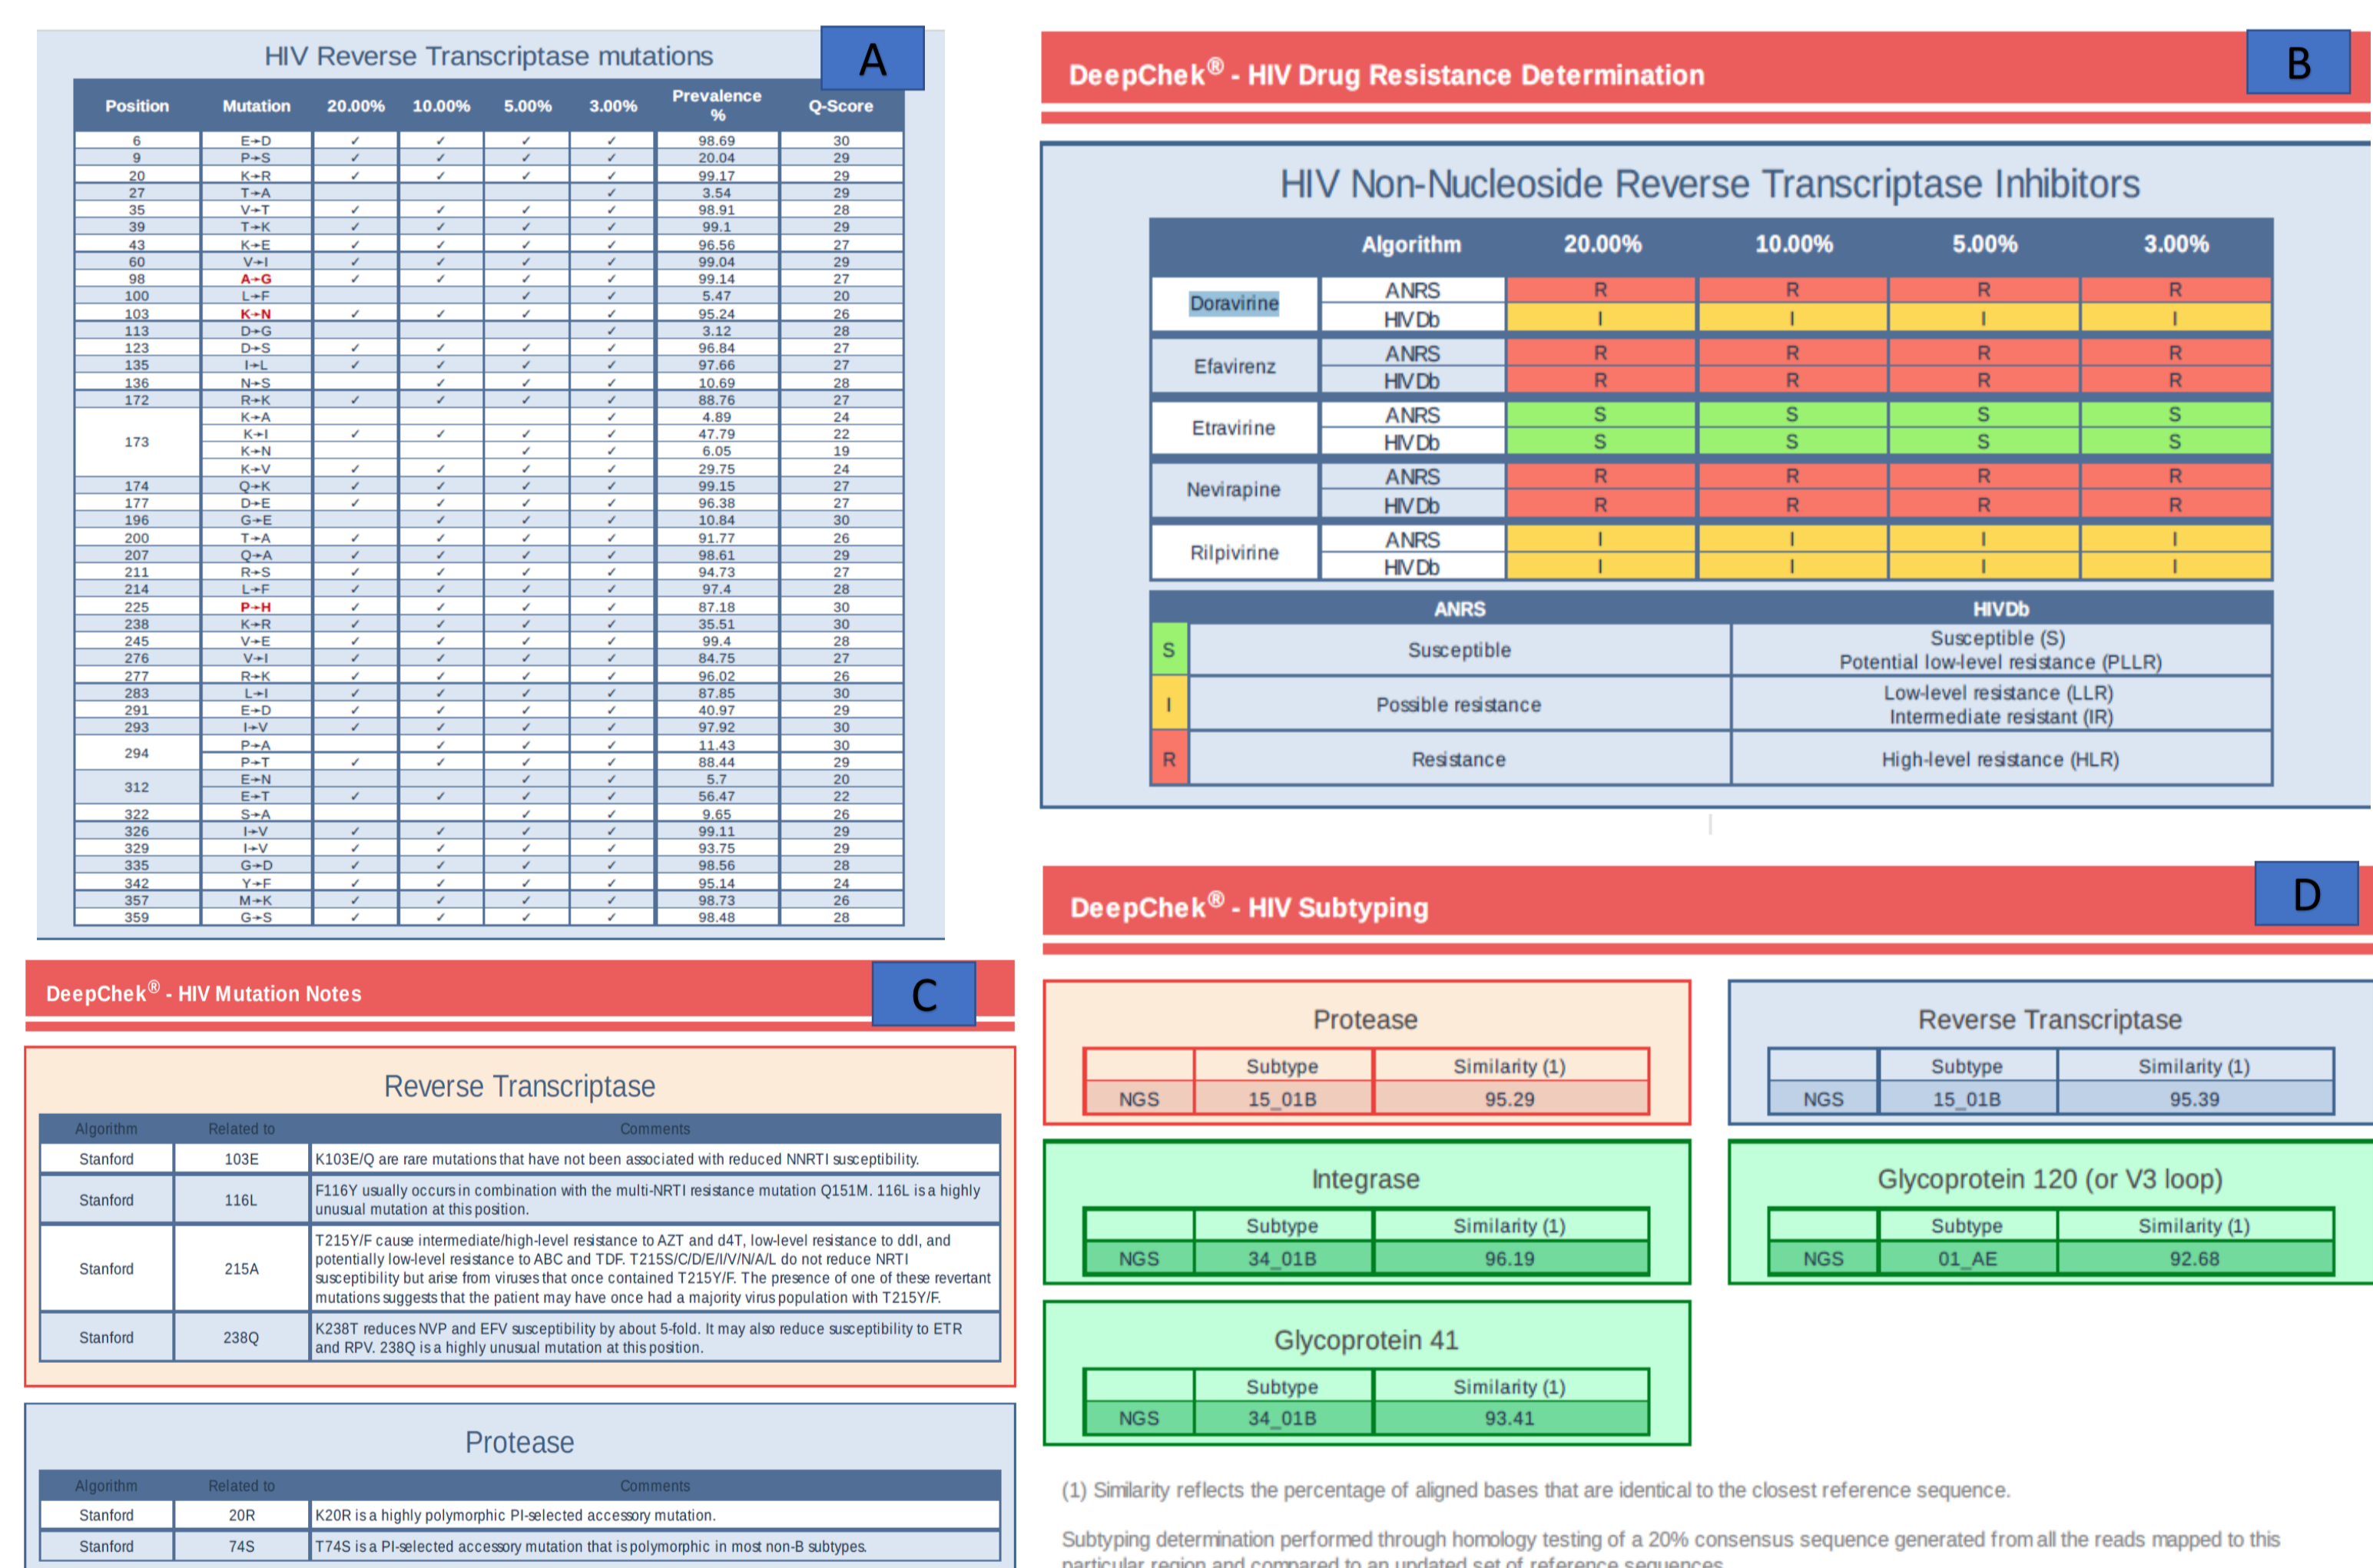 HIV Reverse Transcriptase mutations
A
Position Mutation 20.00% 10.00% 5.00% 3.00% Prevalence % Q-Score
6 E→D ✓ ✓ ✓ ✓ 98.69 30
9 P→S ✓ ✓ ✓ ✓ 20.04 29
20 K→R ✓ ✓ ✓ ✓ 99.17 29
27 T→A ✓ 3.54 29
35 V→T ✓ ✓ ✓ ✓ 98.91 28
39 T→K ✓ ✓ ✓ ✓ 99.1 29
43 K→E ✓ ✓ ✓ ✓ 96.56 27
60 V→I ✓ ✓ ✓ ✓ 99.04 29
98 A→G ✓ ✓ ✓ ✓ 99.14 27
100 L→F ✓ ✓ 5.47 20
103 K→N ✓ ✓ ✓ ✓ 95.24 26
113 D→G ✓ 3.12 28
123 D→S ✓ ✓ ✓ ✓ 96.84 27
135 I→L ✓ ✓ ✓ ✓ 97.66 27
136 N→S ✓ ✓ ✓ 10.69 28
172 R→K ✓ ✓ ✓ ✓ 88.76 27
173 K→A ✓ 4.89 24
K→I ✓ ✓ ✓ ✓ 47.79 22
K→N ✓ ✓ 6.05 19
K→V ✓ ✓ ✓ ✓ 29.75 24
174 Q→K ✓ ✓ ✓ ✓ 99.15 27
177 D→E ✓ ✓ ✓ ✓ 96.38 27
196 G→E ✓ ✓ ✓ 10.84 30
200 T→A ✓ ✓ ✓ ✓ 91.77 26
207 Q→A ✓ ✓ ✓ ✓ 98.61 29
211 R→S ✓ ✓ ✓ ✓ 94.73 27
214 L→F ✓ ✓ ✓ ✓ 97.4 28
225 P→H ✓ ✓ ✓ ✓ 87.18 30
238 K→R ✓ ✓ ✓ ✓ 35.51 30
245 V→E ✓ ✓ ✓ ✓ 99.4 28
276 V→I ✓ ✓ ✓ ✓ 84.75 27
277 R→K ✓ ✓ ✓ ✓ 96.02 26
283 L→I ✓ ✓ ✓ ✓ 87.85 30
291 E→D ✓ ✓ ✓ ✓ 40.97 29
293 I→V ✓ ✓ ✓ ✓ 97.92 30
294 P→A ✓ ✓ ✓ 11.43 30
P→T ✓ ✓ ✓ ✓ 88.44 29
312 E→N ✓ ✓ 5.7 20
E→T ✓ ✓ ✓ ✓ 56.47 22
322 S→A ✓ ✓ 9.65 26
326 I→V ✓ ✓ ✓ ✓ 99.11 29
329 I→V ✓ ✓ ✓ ✓ 93.75 29
335 G→D ✓ ✓ ✓ ✓ 98.56 28
342 Y→F ✓ ✓ ✓ ✓ 95.14 24
357 M→K ✓ ✓ ✓ ✓ 98.73 26
359 G→S ✓ ✓ ✓ ✓ 98.48 28
DeepChek® - HIV Drug Resistance Determination
B
HIV Non-Nucleoside Reverse Transcriptase Inhibitors
Algorithm 20.00% 10.00% 5.00% 3.00%
Doravirine ANRS R R R R
HIVDb I I I I
Efavirenz ANRS R R R R
HIVDb R R R R
Etravirine ANRS S S S S
HIVDb S S S S
Nevirapine ANRS R R R R
HIVDb R R R R
Rilpivirine ANRS I I I I
HIVDb I I I I
ANRS HIVDb
S Susceptible Susceptible (S)
Potential low-level resistance (PLLR)
I Possible resistance Low-level resistance (LLR)
Intermediate resistant (IR)
R Resistance High-level resistance (HLR)
DeepChek® - HIV Mutation Notes
C
Reverse Transcriptase
Algorithm Related to Comments
Stanford 103E K103E/Q are rare mutations that have not been associated with reduced NNRTI susceptibility.
Stanford 116L F116Y usually occurs in combination with the multi-NRTI resistance mutation Q151M. 116L is a highly
unusual mutation at this position.
Stanford 215A T215Y/F cause intermediate/high-level resistance to AZT and d4T, low-level resistance to ddI, and
potentially low-level resistance to ABC and TDF. T215S/C/D/E/I/V/N/A/L do not reduce NRTI
susceptibility but arise from viruses that once contained T215Y/F. The presence of one of these revertant
mutations suggests that the patient may have once had a majority virus population with T215Y/F.
Stanford 238Q K238T reduces NVP and EFV susceptibility by about 5-fold. It may also reduce susceptibility to ETR
and RPV. 238Q is a highly unusual mutation at this position.
Protease
Algorithm Related to Comments
Stanford 20R K20R is a highly polymorphic PI-selected accessory mutation.
Stanford 74S T74S is a PI-selected accessory mutation that is polymorphic in most non-B subtypes.
DeepChek® - HIV Subtyping
D
Protease
Subtype Similarity (1)
NGS 15_01B 95.29
Reverse Transcriptase
Subtype Similarity (1)
NGS 15_01B 95.39
Integrase
Subtype Similarity (1)
NGS 34_01B 96.19
Glycoprotein 120 (or V3 loop)
Subtype Similarity (1)
NGS 01_AE 92.68
Glycoprotein 41
Subtype Similarity (1)
NGS 34_01B 93.41
(1) Similarity reflects the percentage of aligned bases that are identical to the closest reference sequence.
Subtyping determination performed through homology testing of a 20% consensus sequence generated from all the reads mapped to this
particular region and compared to an updated set of reference sequences